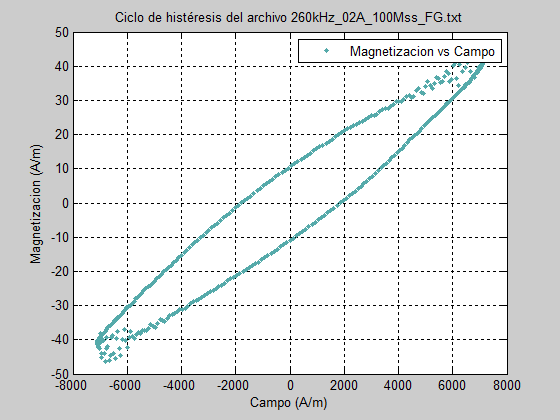 Ciclo de histéresis del archivo 260kHz_02A_100Mss_FG.txt
Magnetizacion vs Campo
50
40
30
20
10
0
-10
-20
-30
-40
-50
Magnetizacion (A/m)
-8000 -6000 -4000 -2000 0 2000 4000 6000 8000
Campo (A/m)